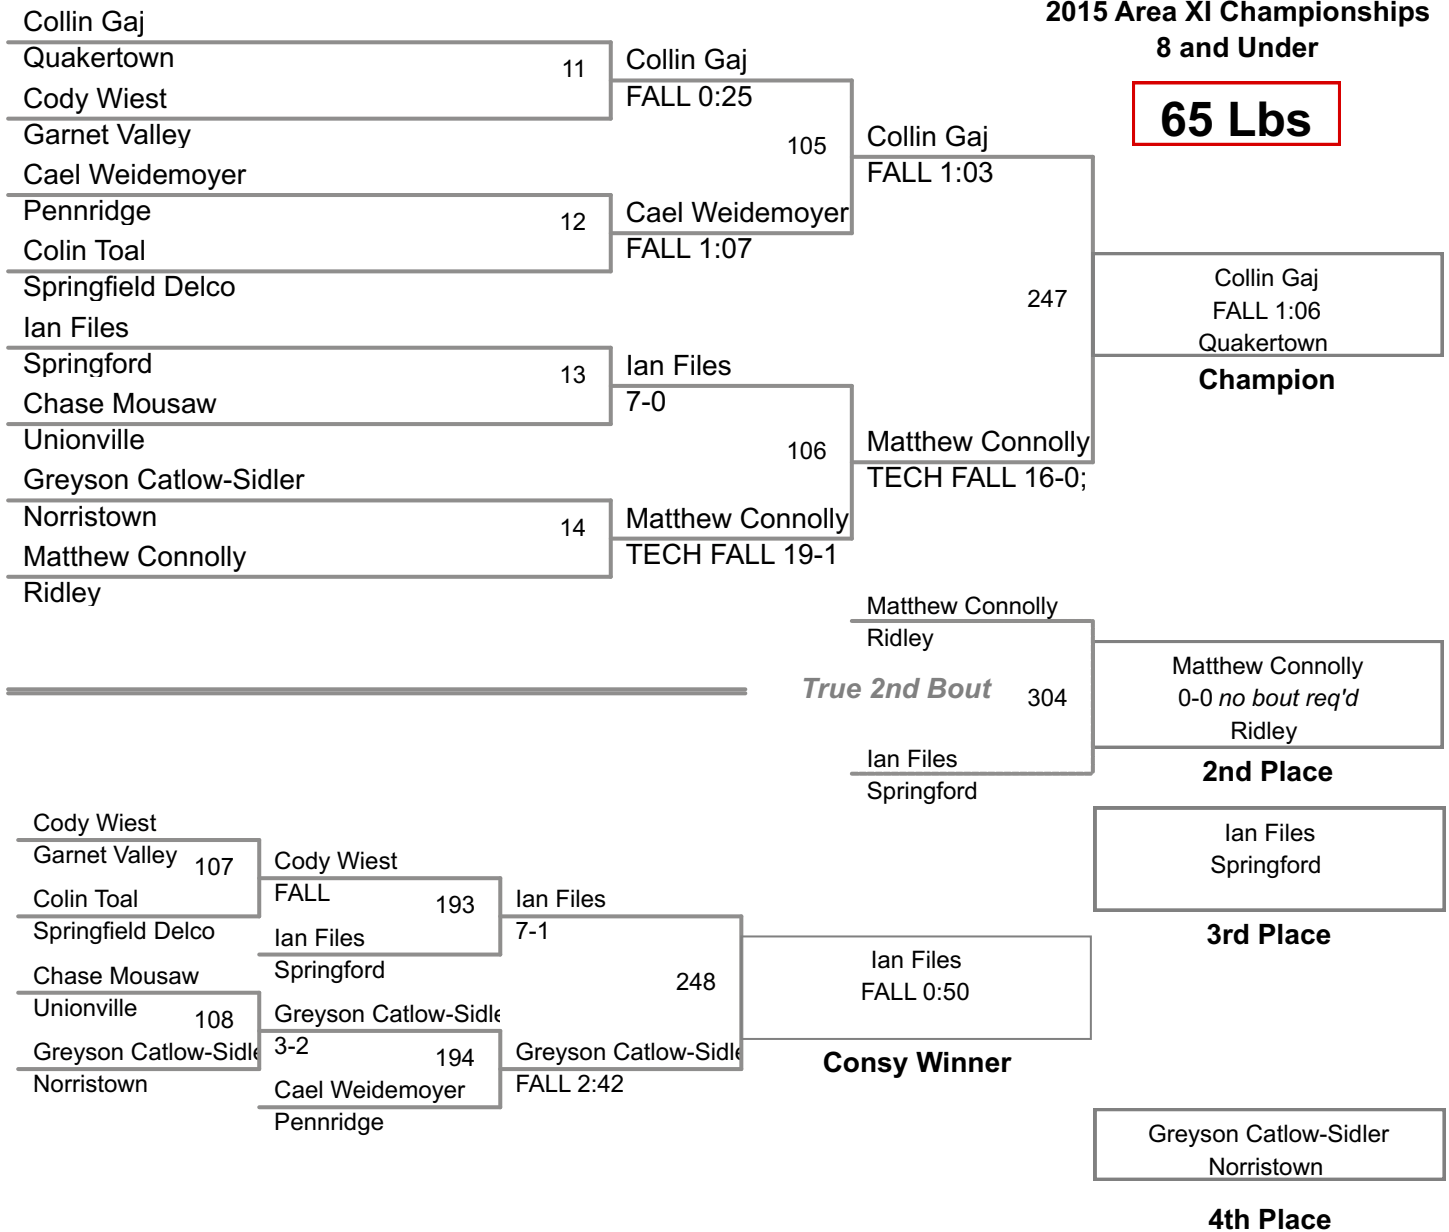 2015 Area XI Championships
8 and Under
65 Lbs
Collin Gaj
Quakertown
11
Cody Wiest
Garnet Valley
Cael Weidemoyer
Pennridge
12
Colin Toal
Springfield Delco
Ian Files
Springford
13
Chase Mousaw
Unionville
Greyson Catlow-Sidler
Norristown
14
Matthew Connolly
Ridley
Collin Gaj
FALL 0:25
105
Cael Weidemoyer
FALL 1:07
Ian Files
7-0
106
Matthew Connolly
TECH FALL 19-1
Collin Gaj
FALL 1:03
247
Matthew Connolly
TECH FALL 16-0;
Collin Gaj
FALL 1:06
Quakertown
Champion
Matthew Connolly
Ridley
True 2nd Bout
304
Ian Files
Springford
Matthew Connolly
0-0 no bout req'd
Ridley
2nd Place
Ian Files
Springford
3rd Place
Cody Wiest
Garnet Valley
107
Colin Toal
Springfield Delco
Chase Mousaw
Unionville
108
Greyson Catlow-Sidle
Norristown
Cody Wiest
FALL
193
Ian Files
Springford
Greyson Catlow-Sidle
3-2
194
Cael Weidemoyer
Pennridge
Ian Files
7-1
248
Greyson Catlow-Sidle
FALL 2:42
Ian Files
FALL 0:50
Consy Winner
Greyson Catlow-Sidler
Norristown
4th Place